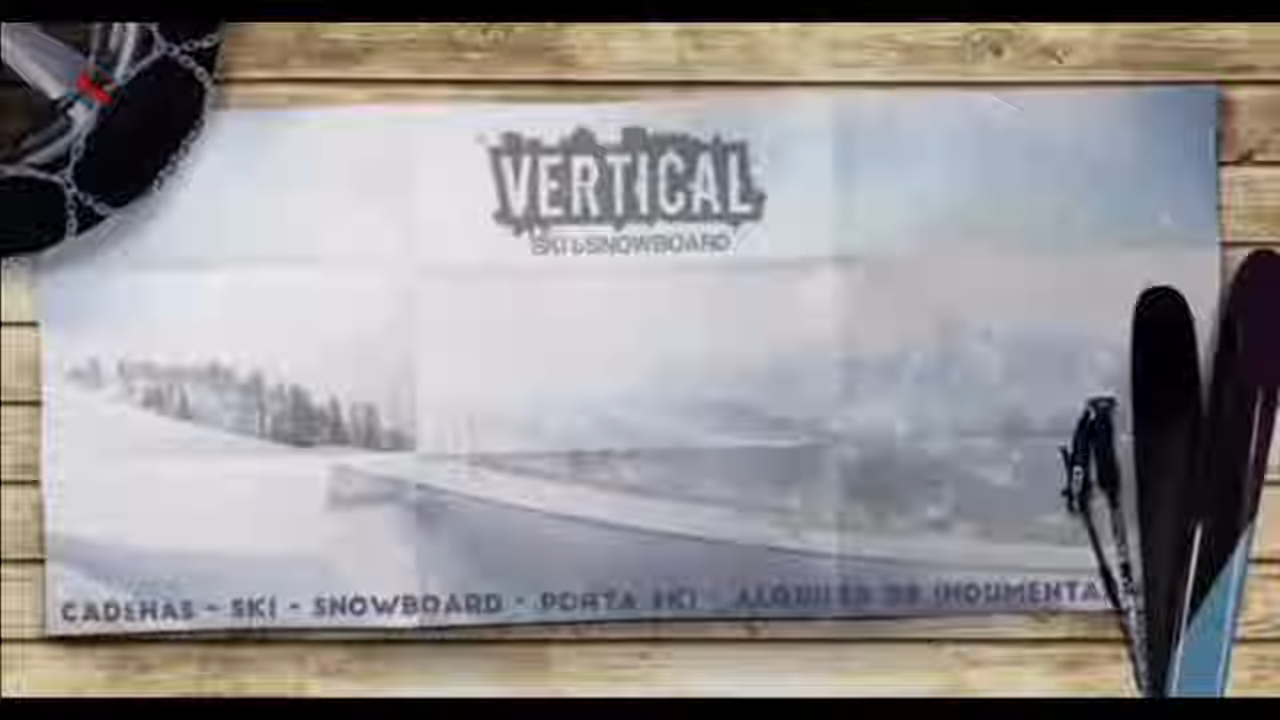 VERTICAL
SKI & SNOWBOARD
CADENAS - SKI - SNOWBOARD - PORTA SKI - ALQUILER DE INDUMENTA